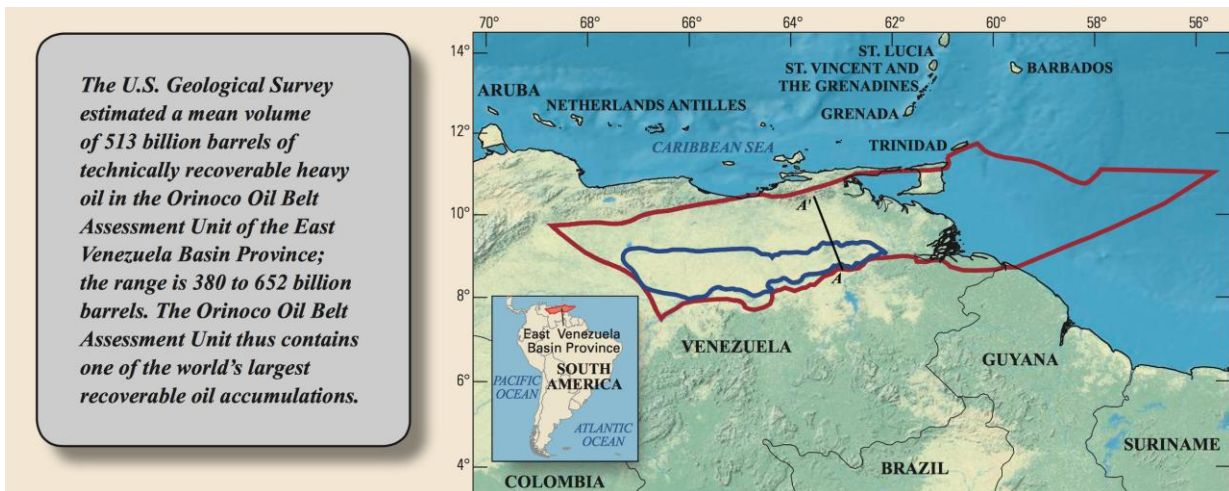 The U.S. Geological Survey
estimated a mean volume
of 513 billion barrels of
technically recoverable heavy
oil in the Orinoco Oil Belt
Assessment Unit of the East
Venezuela Basin Province;
the range is 380 to 652 billion
barrels. The Orinoco Oil Belt
Assessment Unit thus contains
one of the world’s largest
recoverable oil accumulations.
70° 68° 66° 64° 62° 60° 58° 56°
14°
12°
10°
8°
6°
4°
ST. LUCIA
ST. VINCENT AND
THE GRENADINES
BARBADOS
GRENADA
ARUBA
NETHERLANDS ANTILLES
CARIBBEAN SEA
TRINIDAD
A'
A
VENEZUELA
GUYANA
SURINAME
BRAZIL
COLOMBIA
East Venezuela
Basin Province
SOUTH
AMERICA
PACIFIC
OCEAN
ATLANTIC
OCEAN